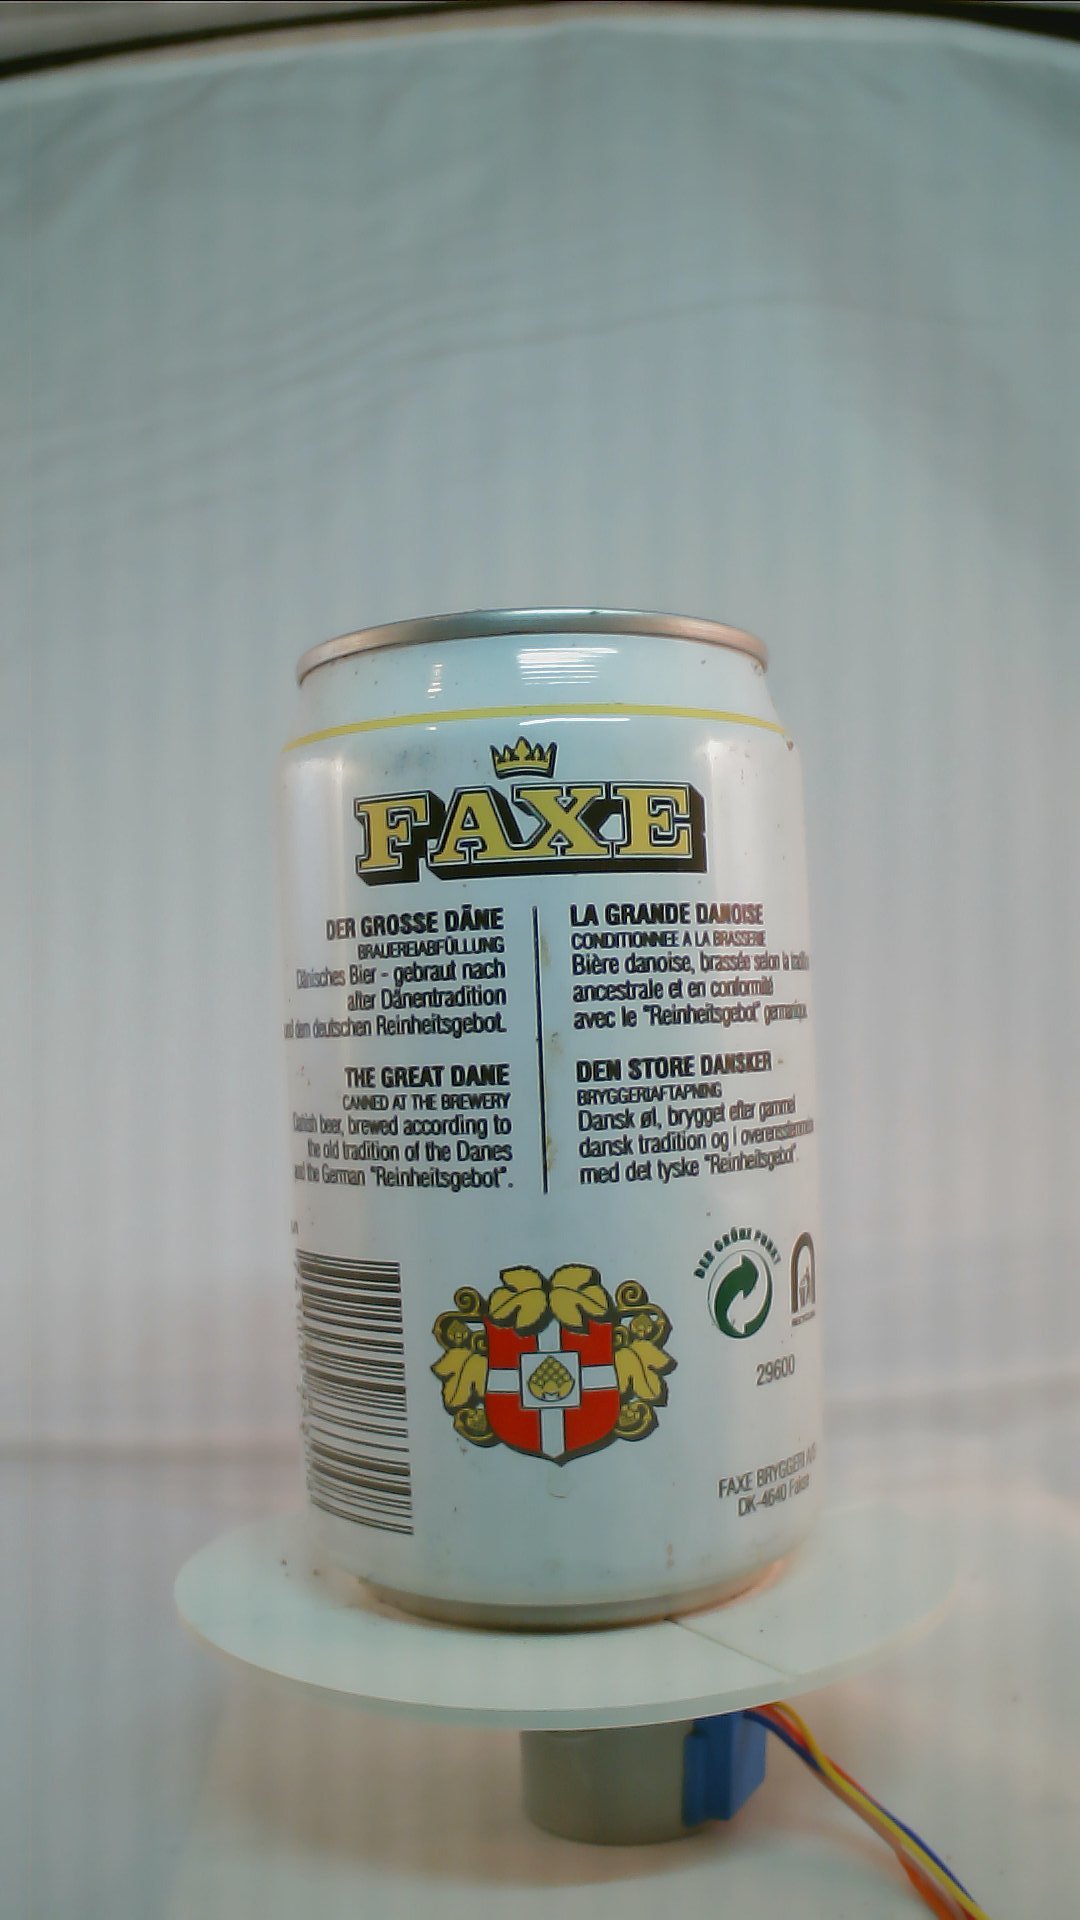 FAXE
DER GROSSE DÄNE
BRAUEREIABFÜLLUNG
Dänisches Bier - gebraut nach
alter Dänentradition
und dem deutschen Reinheitsgebot.
THE GREAT DANE
CANNED AT THE BREWERY
Danish beer, brewed according to
the old tradition of the Danes
and the German "Reinheitsgebot".
LA GRANDE DANOISE
CONDITIONNEE A LA BRASSERIE
Bière danoise, brassée selon la
ancestrale et en conformité
avec le "Reinheitsgebot" germanique.
DEN STORE DANSKER
BRYGGERIAFTAPNING
Dansk øl, brygget efter gammel
dansk tradition og i
med det tyske "Reinheitsgebot".
DER GRÜNE PUNKT
29600
FAXE BRYGGERI A/S
DK-4640 Fakse